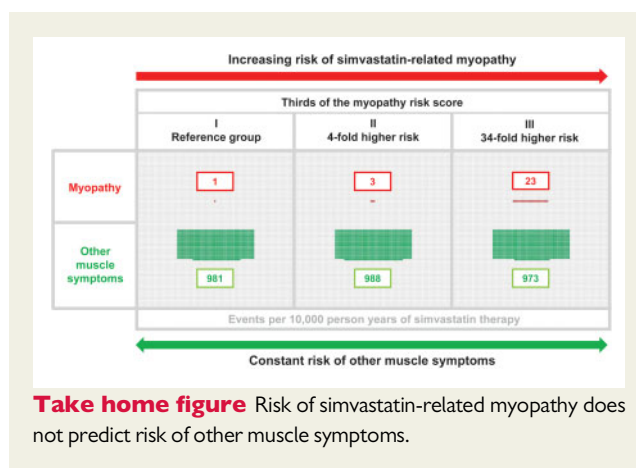 Increasing risk of simvastatin-related myopathy
Thirds of the myopathy risk score
I
Reference group
II
4-fold higher risk
III
34-fold higher risk
Myopathy
1
3
23
Other
muscle
symptoms
981
988
973
Events per 10,000 person years of simvastatin therapy
Constant risk of other muscle symptoms
Take home figure Risk of simvastatin-related myopathy does
not predict risk of other muscle symptoms.